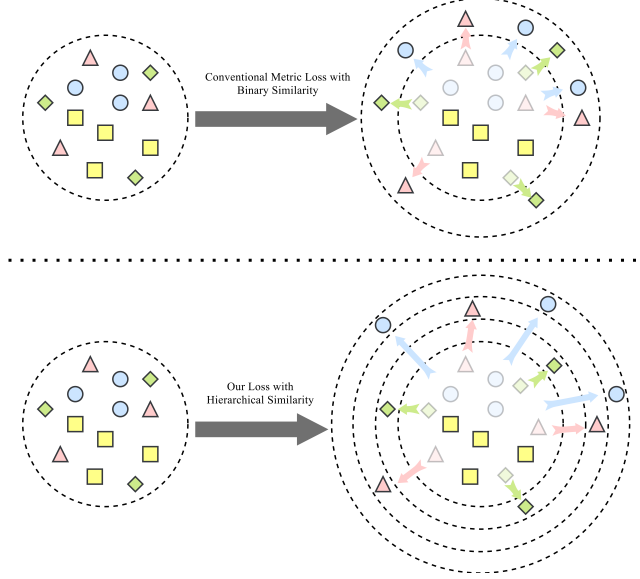 Conventional Metric Loss with
Binary Similarity
Our Loss with
Hierarchical Similarity